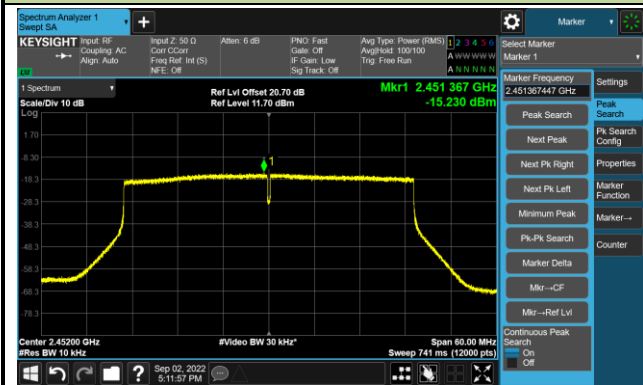 Spectrum Analyzer 1
Swept SA
+
Marker
KEYSIGHT
Input: RF
Coupling: AC
Align: Auto
Input Z: 50 Ω
Corr CCorr
Freq Ref: Int (S)
NFE: Off
Atten: 6 dB
PNO: Fast
Gate: Off
IF Gain: Low
Sig Track: Off
Avg Type: Power (RMS)
Avg|Hold: 100/100
Trig: Free Run
1 2 3 4 5 6
A W W W W W
A N N N N N
Select Marker
Marker 1
1 Spectrum
Scale/Div 10 dB
Log
Ref Lvl Offset 20.70 dB
Ref Level 11.70 dBm
Mkr1 2.451 367 GHz
-15.230 dBm
1.70
-8.30
-18.3
-28.3
-38.3
-48.3
-58.3
-68.3
-78.3
1
Center 2.45200 GHz
#Res BW 10 kHz
#Video BW 30 kHz*
Span 60.00 MHz
Sweep 741 ms (12000 pts)
Marker Frequency
2.451367447 GHz
Peak Search
Next Peak
Next Pk Right
Next Pk Left
Minimum Peak
Pk-Pk Search
Marker Delta
Mkr→CF
Mkr→Ref Lvl
Continuous Peak
Search
On
Off
Settings
Peak
Search
Pk Search
Config
Properties
Marker
Function
Marker→
Counter
?
Sep 02, 2022
5:11:57 PM